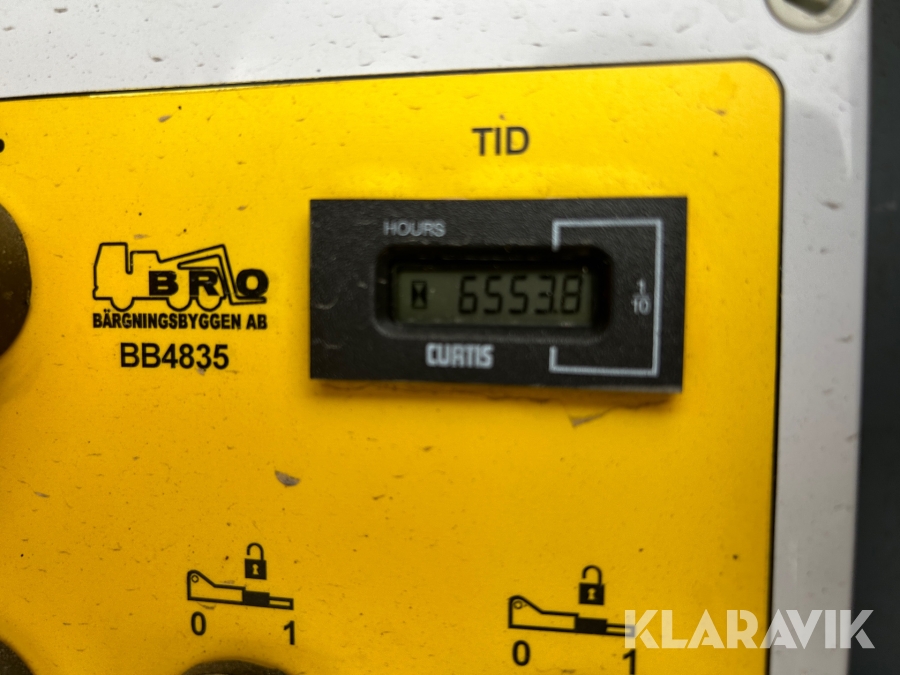 TID
HOURS
6553.8
1
10
CURTIS
BRO
BÄRGNINGSBYGGEN AB
BB4835
0 1
0 1
KLARAVIK